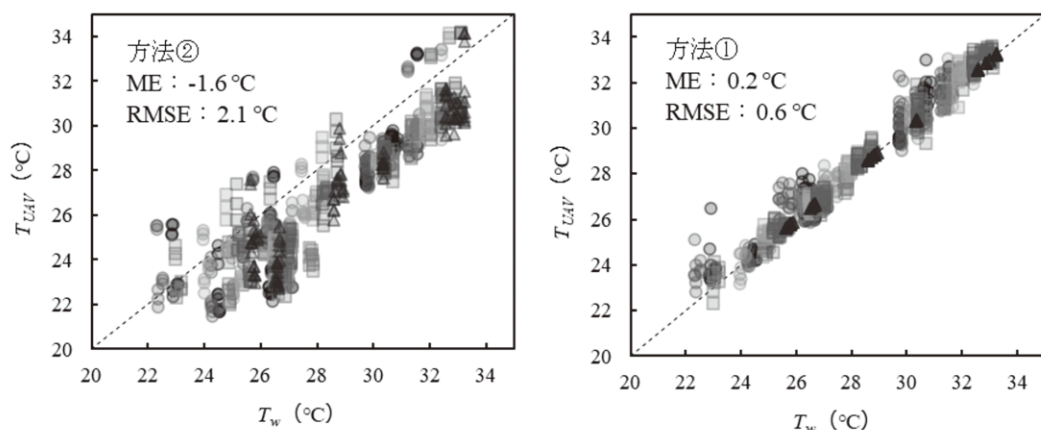 方法②
ME：-1.6 °C
RMSE：2.1 °C
T_UAV (°C)
34
32
30
28
26
24
22
20
20 22 24 26 28 30 32 34
T_w (°C)
方法①
ME：0.2 °C
RMSE：0.6 °C
T_UAV (°C)
34
32
30
28
26
24
22
20
20 22 24 26 28 30 32 34
T_w (°C)